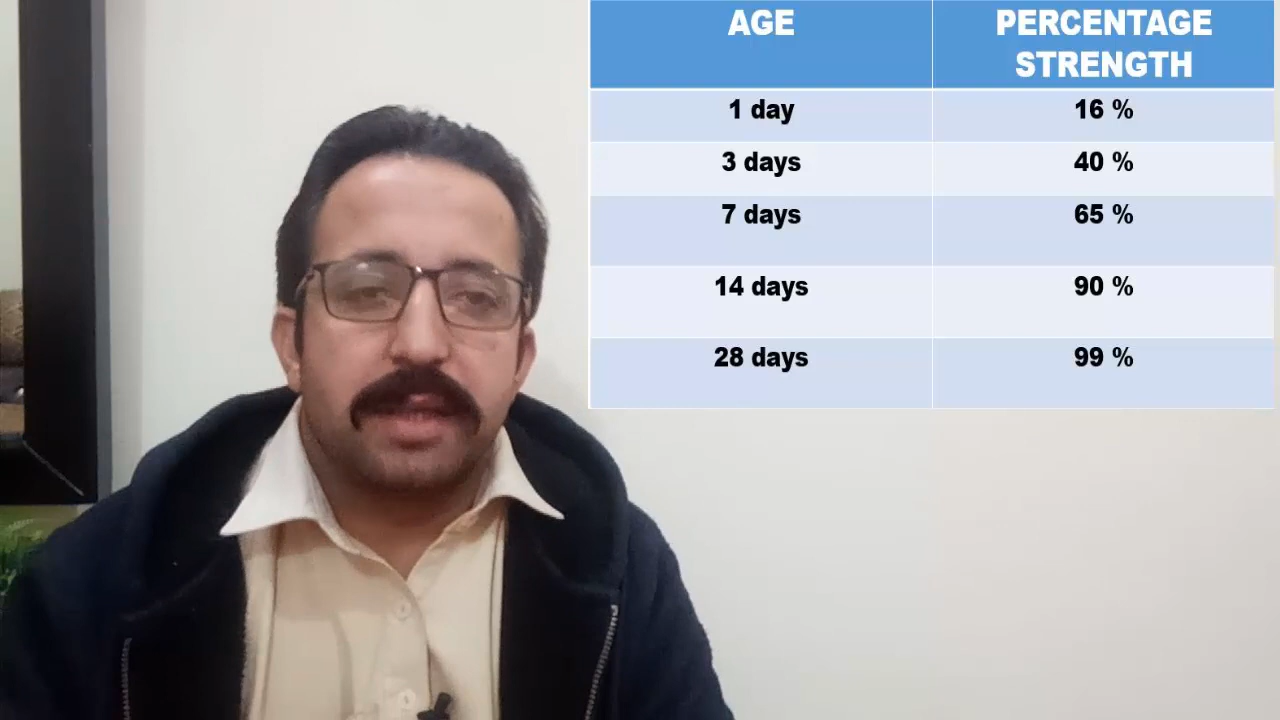 AGE PERCENTAGE
STRENGTH
1 day 16 %
3 days 40 %
7 days 65 %
14 days 90 %
28 days 99 %